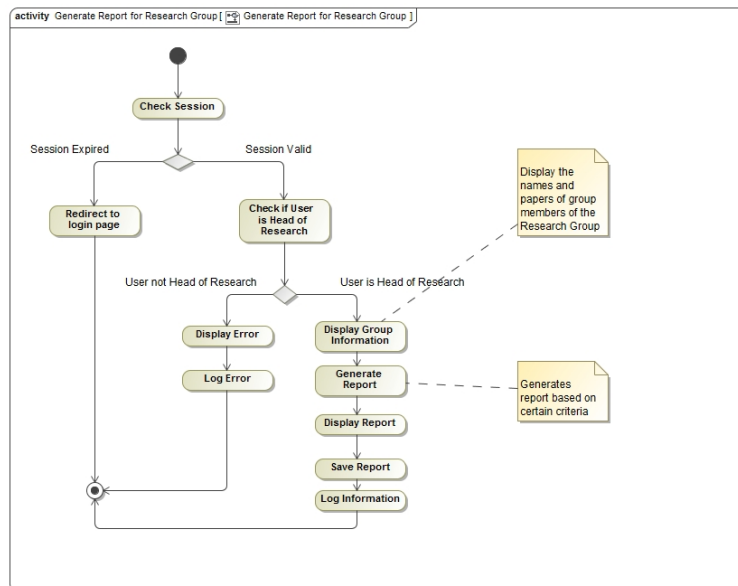 activity Generate Report for Research Group [ Generate Report for Research Group ]
Check Session
Session Expired
Session Valid
Redirect to
login page
Check if User
is Head of
Research
Display the
names and
papers of group
members of the
Research Group
User not Head of Research
User is Head of Research
Display Error
Display Group
Information
Log Error
Generate
Report
Generates
report based on
certain criteria
Display Report
Save Report
Log Information